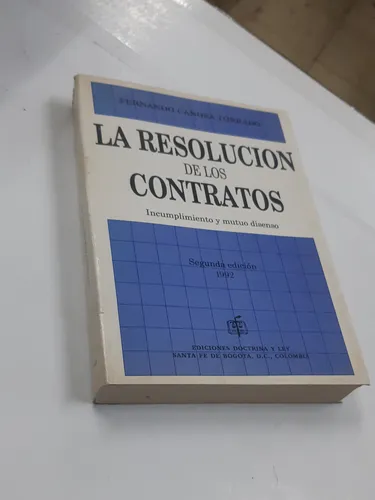 FERNANDO CANOSA TORRADO
LA RESOLUCION
DE LOS
CONTRATOS
Incumplimiento y mutuo disenso
Segunda edición
1992
EDICIONES DOCTRINA Y LEY
SANTA FE DE BOGOTA, D.C., COLOMBIA